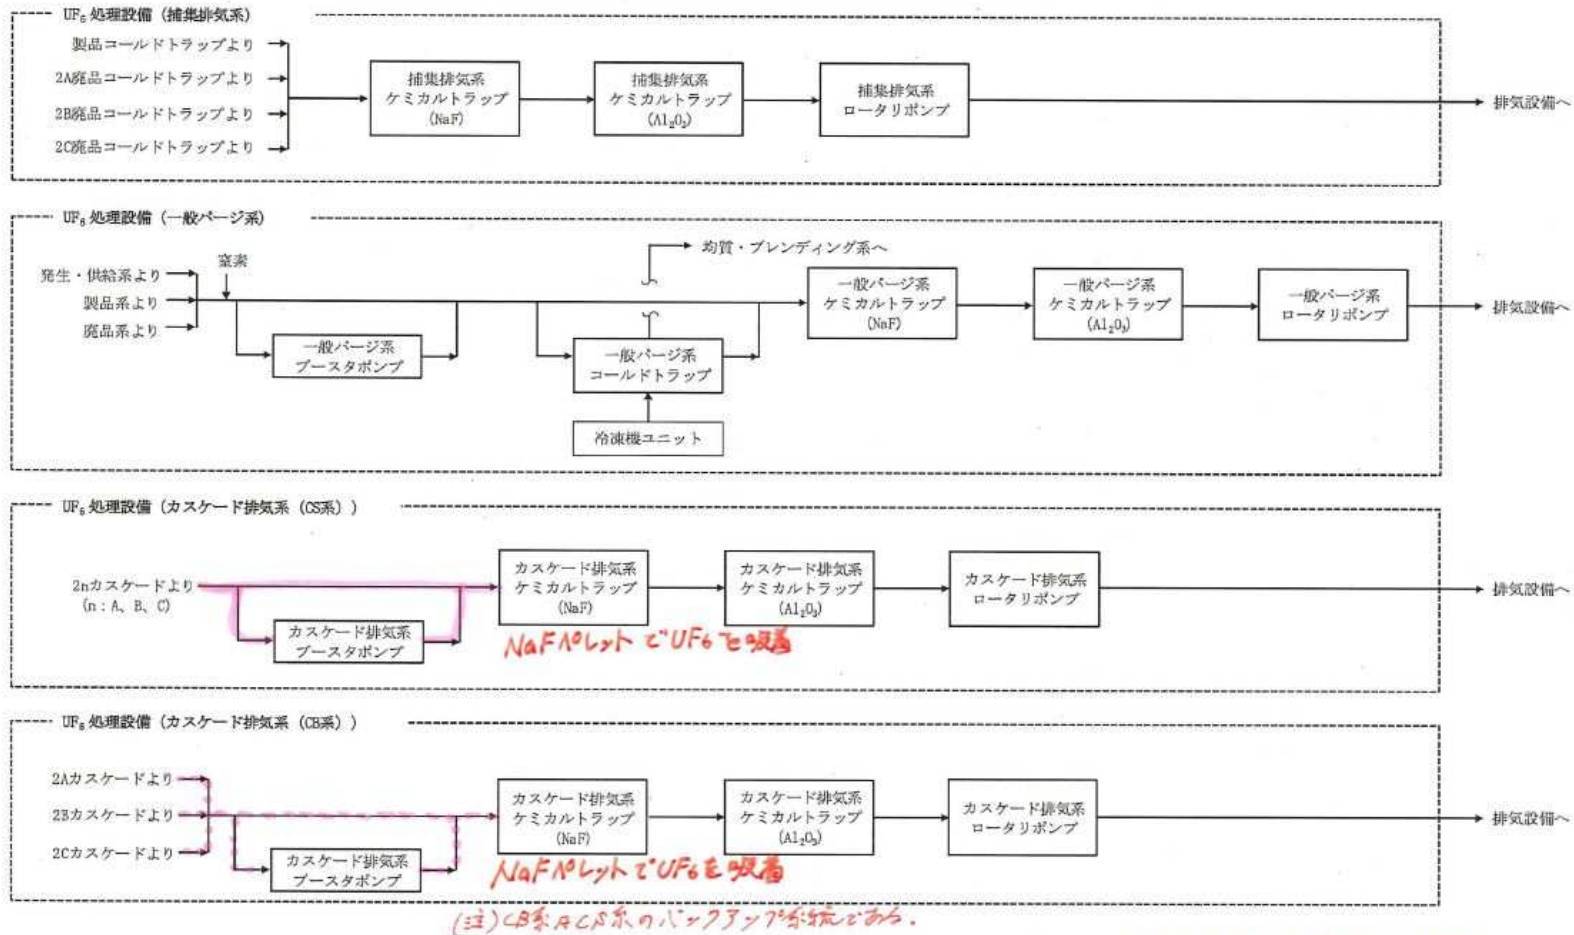 UF₆ 処理設備 (捕集排気系)
製品コールドトラップより
2A廃品コールドトラップより
2B廃品コールドトラップより
2C廃品コールドトラップより
捕集排気系
ケミカルトラップ
(NaF)
捕集排気系
ケミカルトラップ
(Al₂O₃)
捕集排気系
ロータリポンプ
排気設備へ
UF₆ 処理設備 (一般パージ系)
発生・供給系より
製品系より
廃品系より
窒素
一般パージ系
ブースタポンプ
均質・ブレンディング系へ
一般パージ系
コールドトラップ
冷凍機ユニット
一般パージ系
ケミカルトラップ
(NaF)
一般パージ系
ケミカルトラップ
(Al₂O₃)
一般パージ系
ロータリポンプ
排気設備へ
UF₆ 処理設備 (カスケード排気系 (CS系) )
2nカスケードより
(n : A、B、C)
カスケード排気系
ブースタポンプ
カスケード排気系
ケミカルトラップ
(NaF)
カスケード排気系
ケミカルトラップ
(Al₂O₃)
カスケード排気系
ロータリポンプ
排気設備へ
NaFペレットでUF6を吸着
UF₆ 処理設備 (カスケード排気系 (CB系) )
2Aカスケードより
2Bカスケードより
2Cカスケードより
カスケード排気系
ブースタポンプ
カスケード排気系
ケミカルトラップ
(NaF)
カスケード排気系
ケミカルトラップ
(Al₂O₃)
カスケード排気系
ロータリポンプ
排気設備へ
NaFペレットでUF6を吸着
(注)CB系はCS系のバックアップ系統である.